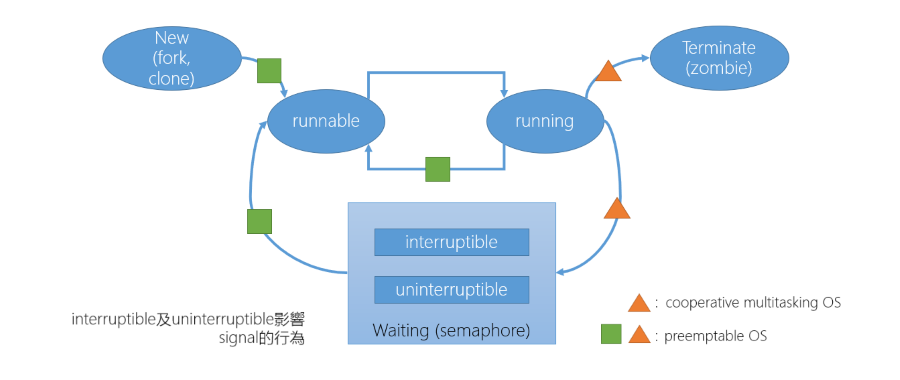 New
(fork,
clone)
Terminate
(zombie)
runnable
running
interruptible
uninterruptible
Waiting (semaphore)
interruptible及uninterruptible影響
signal的行為
: cooperative multitasking OS
: preemptable OS